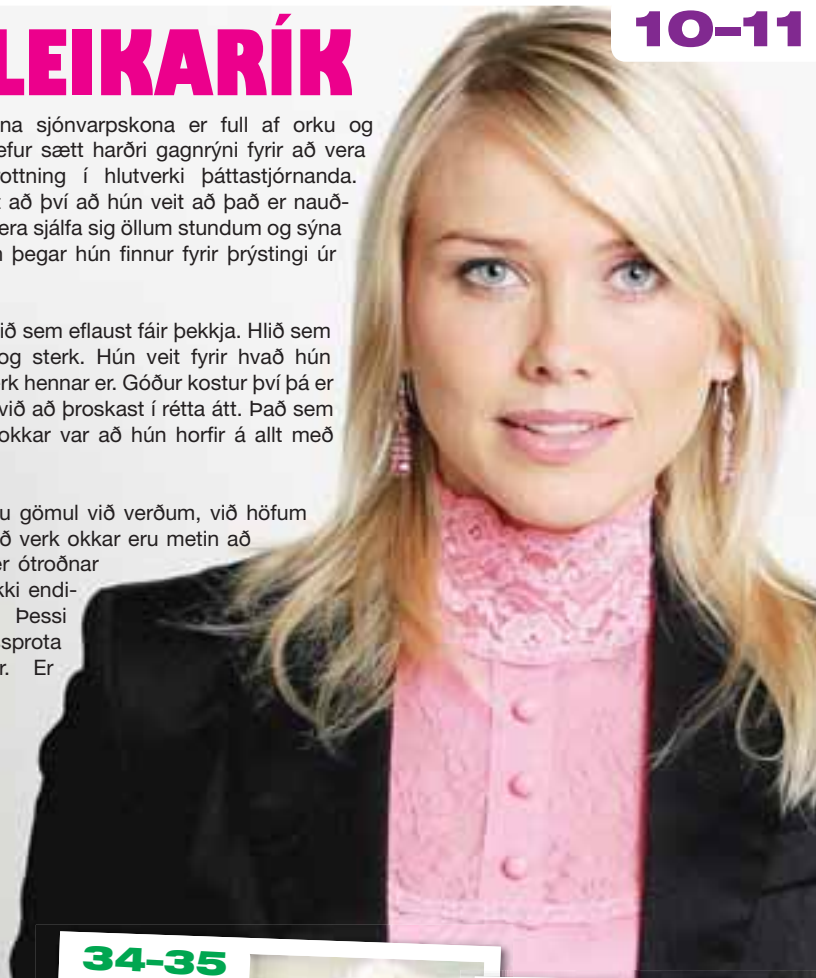 10–11
LEIKARÍK
na sjónvarpskona er full af orku og
efur sætt harðri gagnrýni fyrir að vera
ottning í hlutverki þáttastjórnanda.
að því að hún veit að það er nauð-
era sjálfa sig öllum stundum og sýna
þegar hún finnur fyrir þrýstingi úr
ið sem eflaust fáir þekkja. Hlið sem
og sterk. Hún veit fyrir hvað hún
rk hennar er. Góður kostur því þá er
við að þroskast í rétta átt. Það sem
okkar var að hún horfir á allt með
u gömul við verðum, við höfum
ð verk okkar eru metin að
er ótroðnar
kki endi-
Þessi
sprota
r. Er
34–35